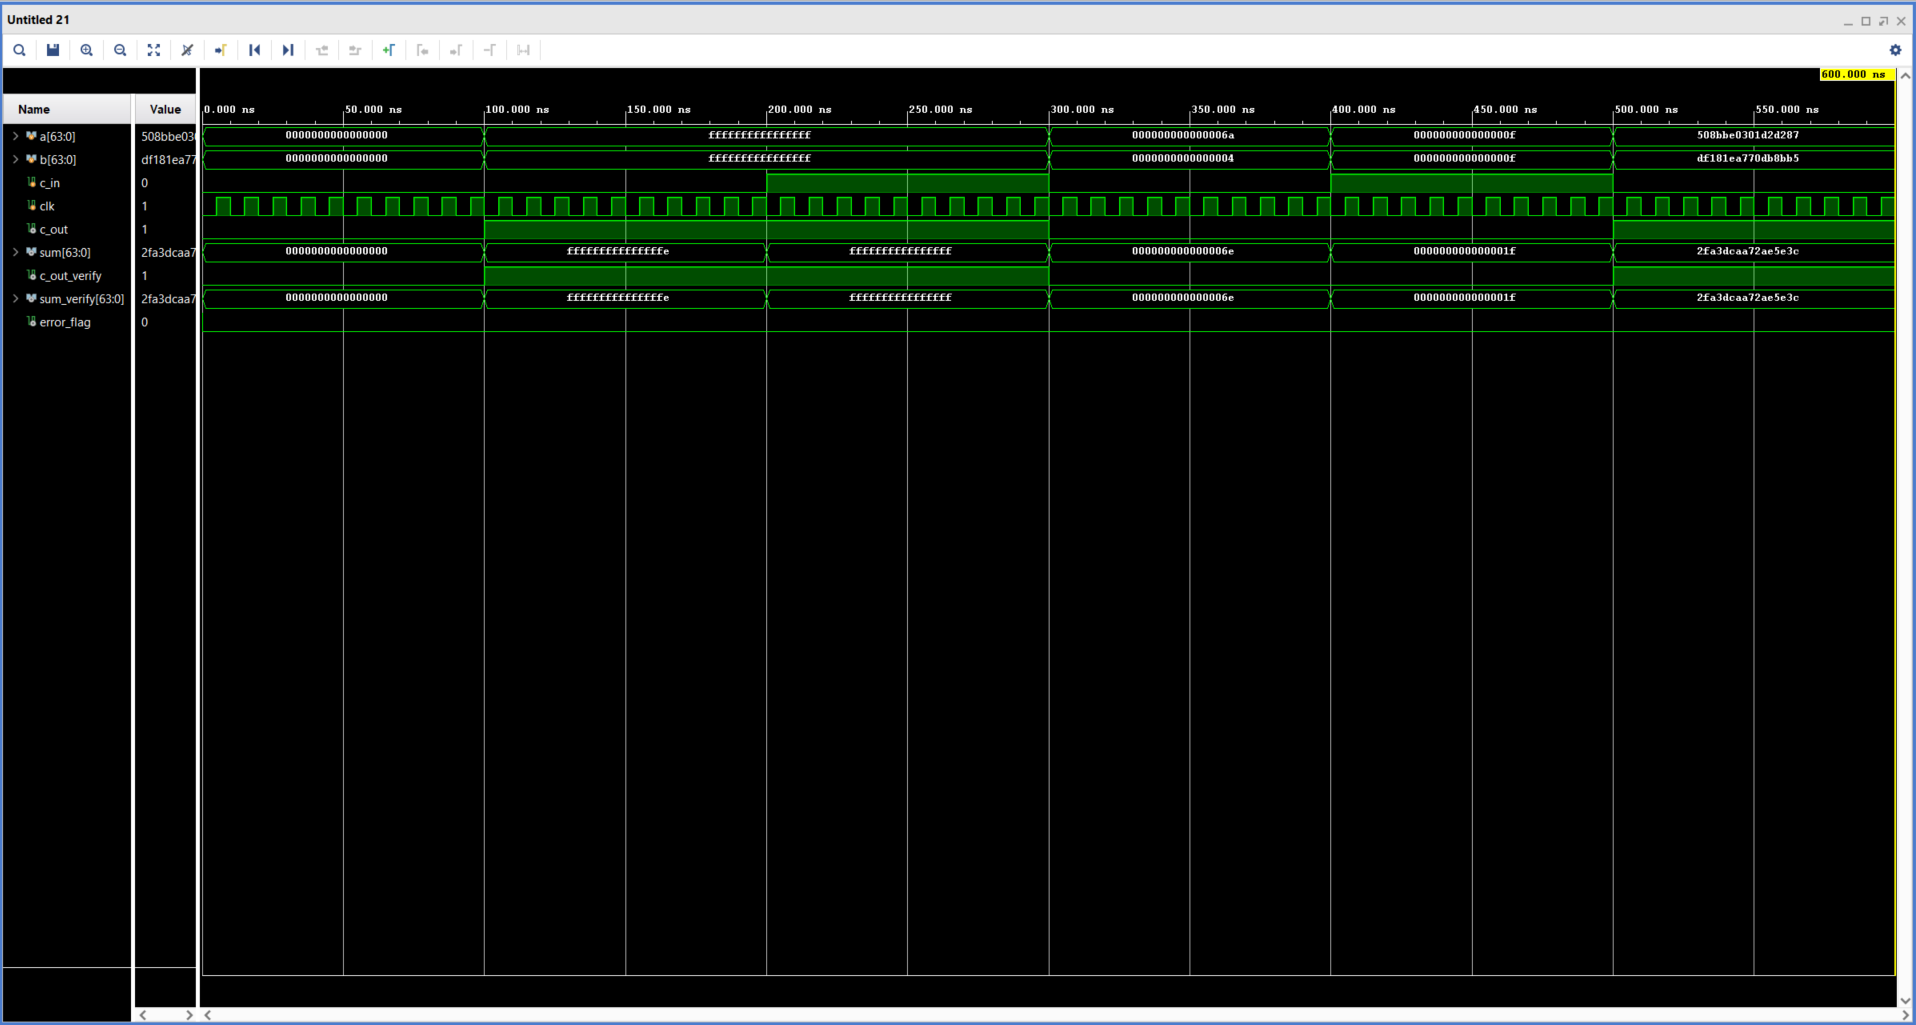 Untitled 21
600.000 ns
Name Value 0.000 ns 50.000 ns 100.000 ns 150.000 ns 200.000 ns 250.000 ns 300.000 ns 350.000 ns 400.000 ns 450.000 ns 500.000 ns 550.000 ns
a[63:0] 508bbe03 0000000000000000 ffffffffffffffff 000000000000006a 000000000000000f 508bbe0301d2d287
b[63:0] df181ea77 0000000000000000 ffffffffffffffff 0000000000000004 000000000000000f df181ea770db8bb5
c_in 0
clk 1
c_out 1
sum[63:0] 2fa3dcaa7 0000000000000000 fffffffffffffffe ffffffffffffffff 000000000000006e 000000000000001f 2fa3dcaa72ae5e3c
c_out_verify 1
sum_verify[63:0] 2fa3dcaa7 0000000000000000 fffffffffffffffe ffffffffffffffff 000000000000006e 000000000000001f 2fa3dcaa72ae5e3c
error_flag 0